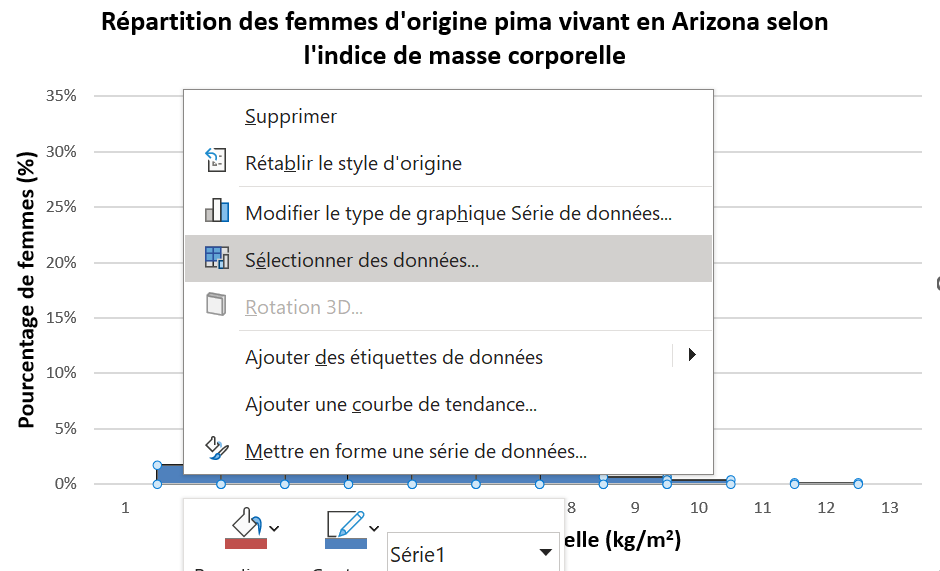 Répartition des femmes d'origine pima vivant en Arizona selon
l'indice de masse corporelle
Pourcentage de femmes (%)
35%
30%
25%
20%
15%
10%
5%
0%
Supprimer
Rétablir le style d'origine
Modifier le type de graphique Série de données...
Sélectionner des données...
Rotation 3D...
Ajouter des étiquettes de données
Ajouter une courbe de tendance...
Mettre en forme une série de données...
1 8 9 10 11 12 13
elle (kg/m²)
Série1